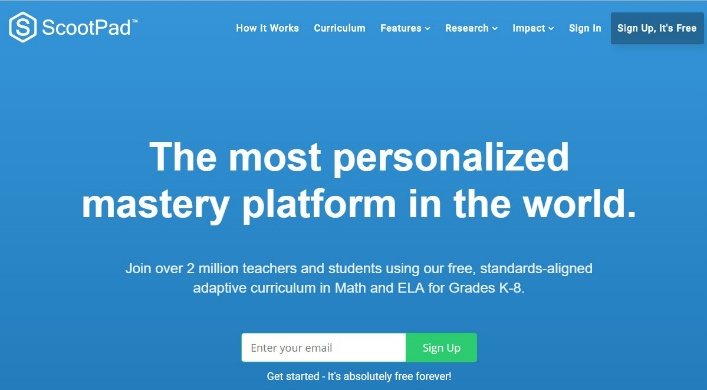 ScootPad™
How It Works Curriculum Features Research Impact Sign In Sign Up, It's Free
The most personalized
mastery platform in the world.
Join over 2 million teachers and students using our free, standards-aligned
adaptive curriculum in Math and ELA for Grades K-8.
Enter your email Sign Up
Get started - It's absolutely free forever!